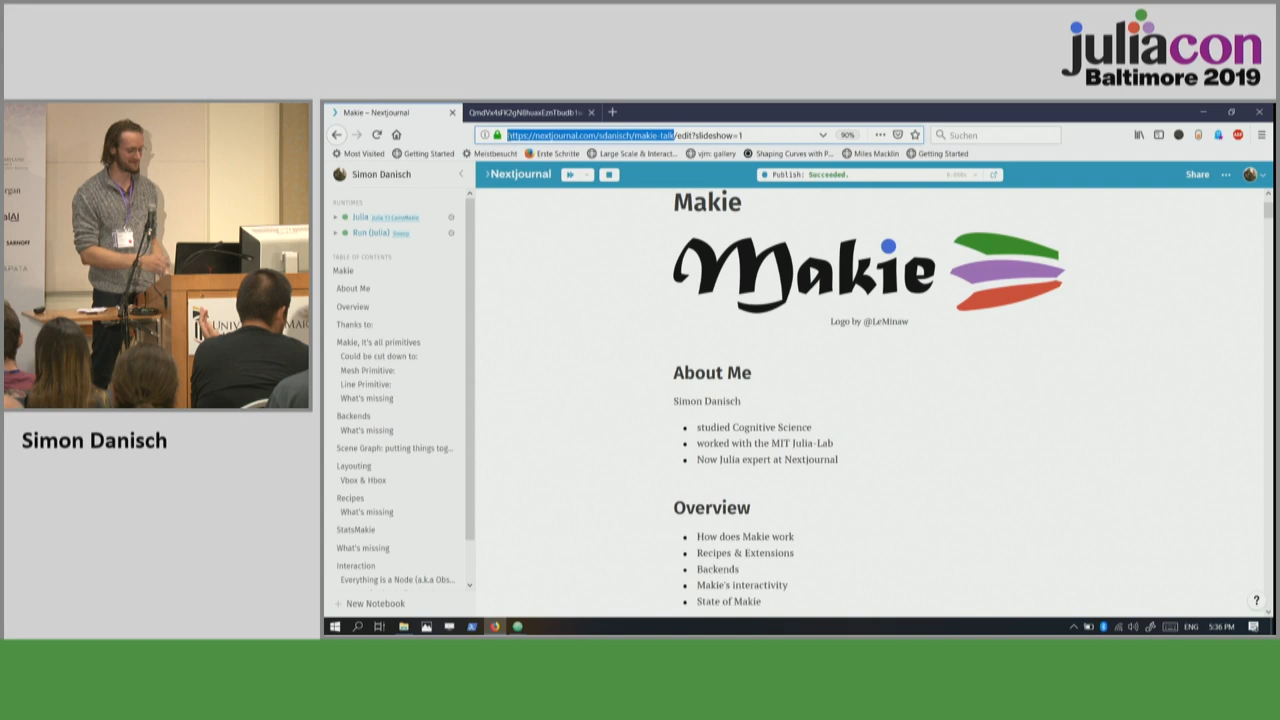 juliacon
Baltimore 2019
Simon Danisch
SARNOFF
Makie – Nextjournal
https://nextjournal.com/sdanisch/makie-talk/edit?slideshow=1
90%
Suchen
Most Visited
Getting Started
Meistbesucht
Erste Schritte
Large Scale & Interact...
vjm: gallery
Shaping Curves with P...
Miles Macklin
Getting Started
Simon Danisch
Nextjournal
Publish: Succeeded.
Share
RUNTIMES
Julia
Run (Julia)
TABLE OF CONTENTS
Makie
About Me
Overview
Thanks to:
Makie, it's all primitives
Could be cut down to:
Mesh Primitive:
Line Primitive:
What's missing
Backends
What's missing
Scene Graph: putting things tog...
Layouting
Vbox & Hbox
Recipes
What's missing
StatsMakie
What's missing
Interaction
Everything is a Node (a.k.a Obs...
+ New Notebook
Makie
Makie
Logo by @LeMinaw
About Me
Simon Danisch
studied Cognitive Science
worked with the MIT Julia-Lab
Now Julia expert at Nextjournal
Overview
How does Makie work
Recipes & Extensions
Backends
Makie's interactivity
State of Makie
?
ENG
5:36 PM